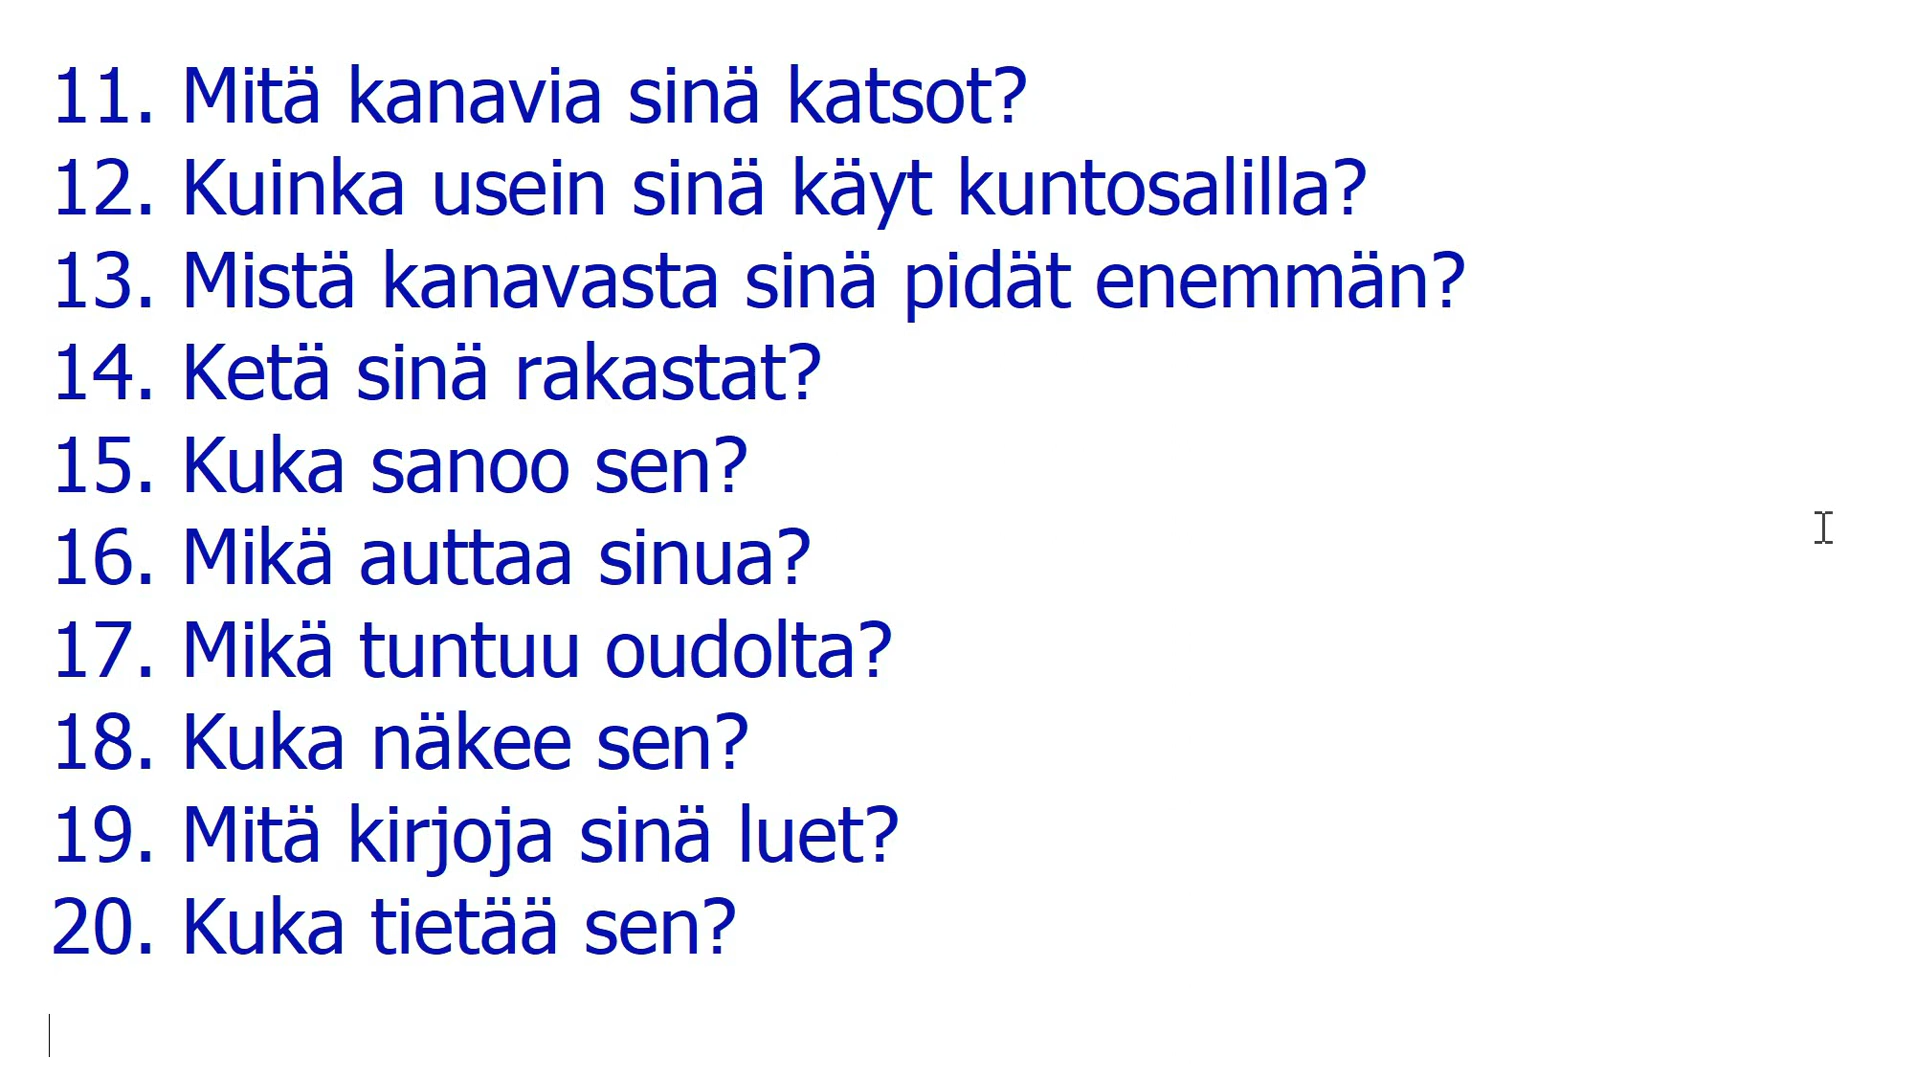 11. Mitä kanavia sinä katsot?
12. Kuinka usein sinä käyt kuntosalilla?
13. Mistä kanavasta sinä pidät enemmän?
14. Ketä sinä rakastat?
15. Kuka sanoo sen?
16. Mikä auttaa sinua?
17. Mikä tuntuu oudolta?
18. Kuka näkee sen?
19. Mitä kirjoja sinä luet?
20. Kuka tietää sen?